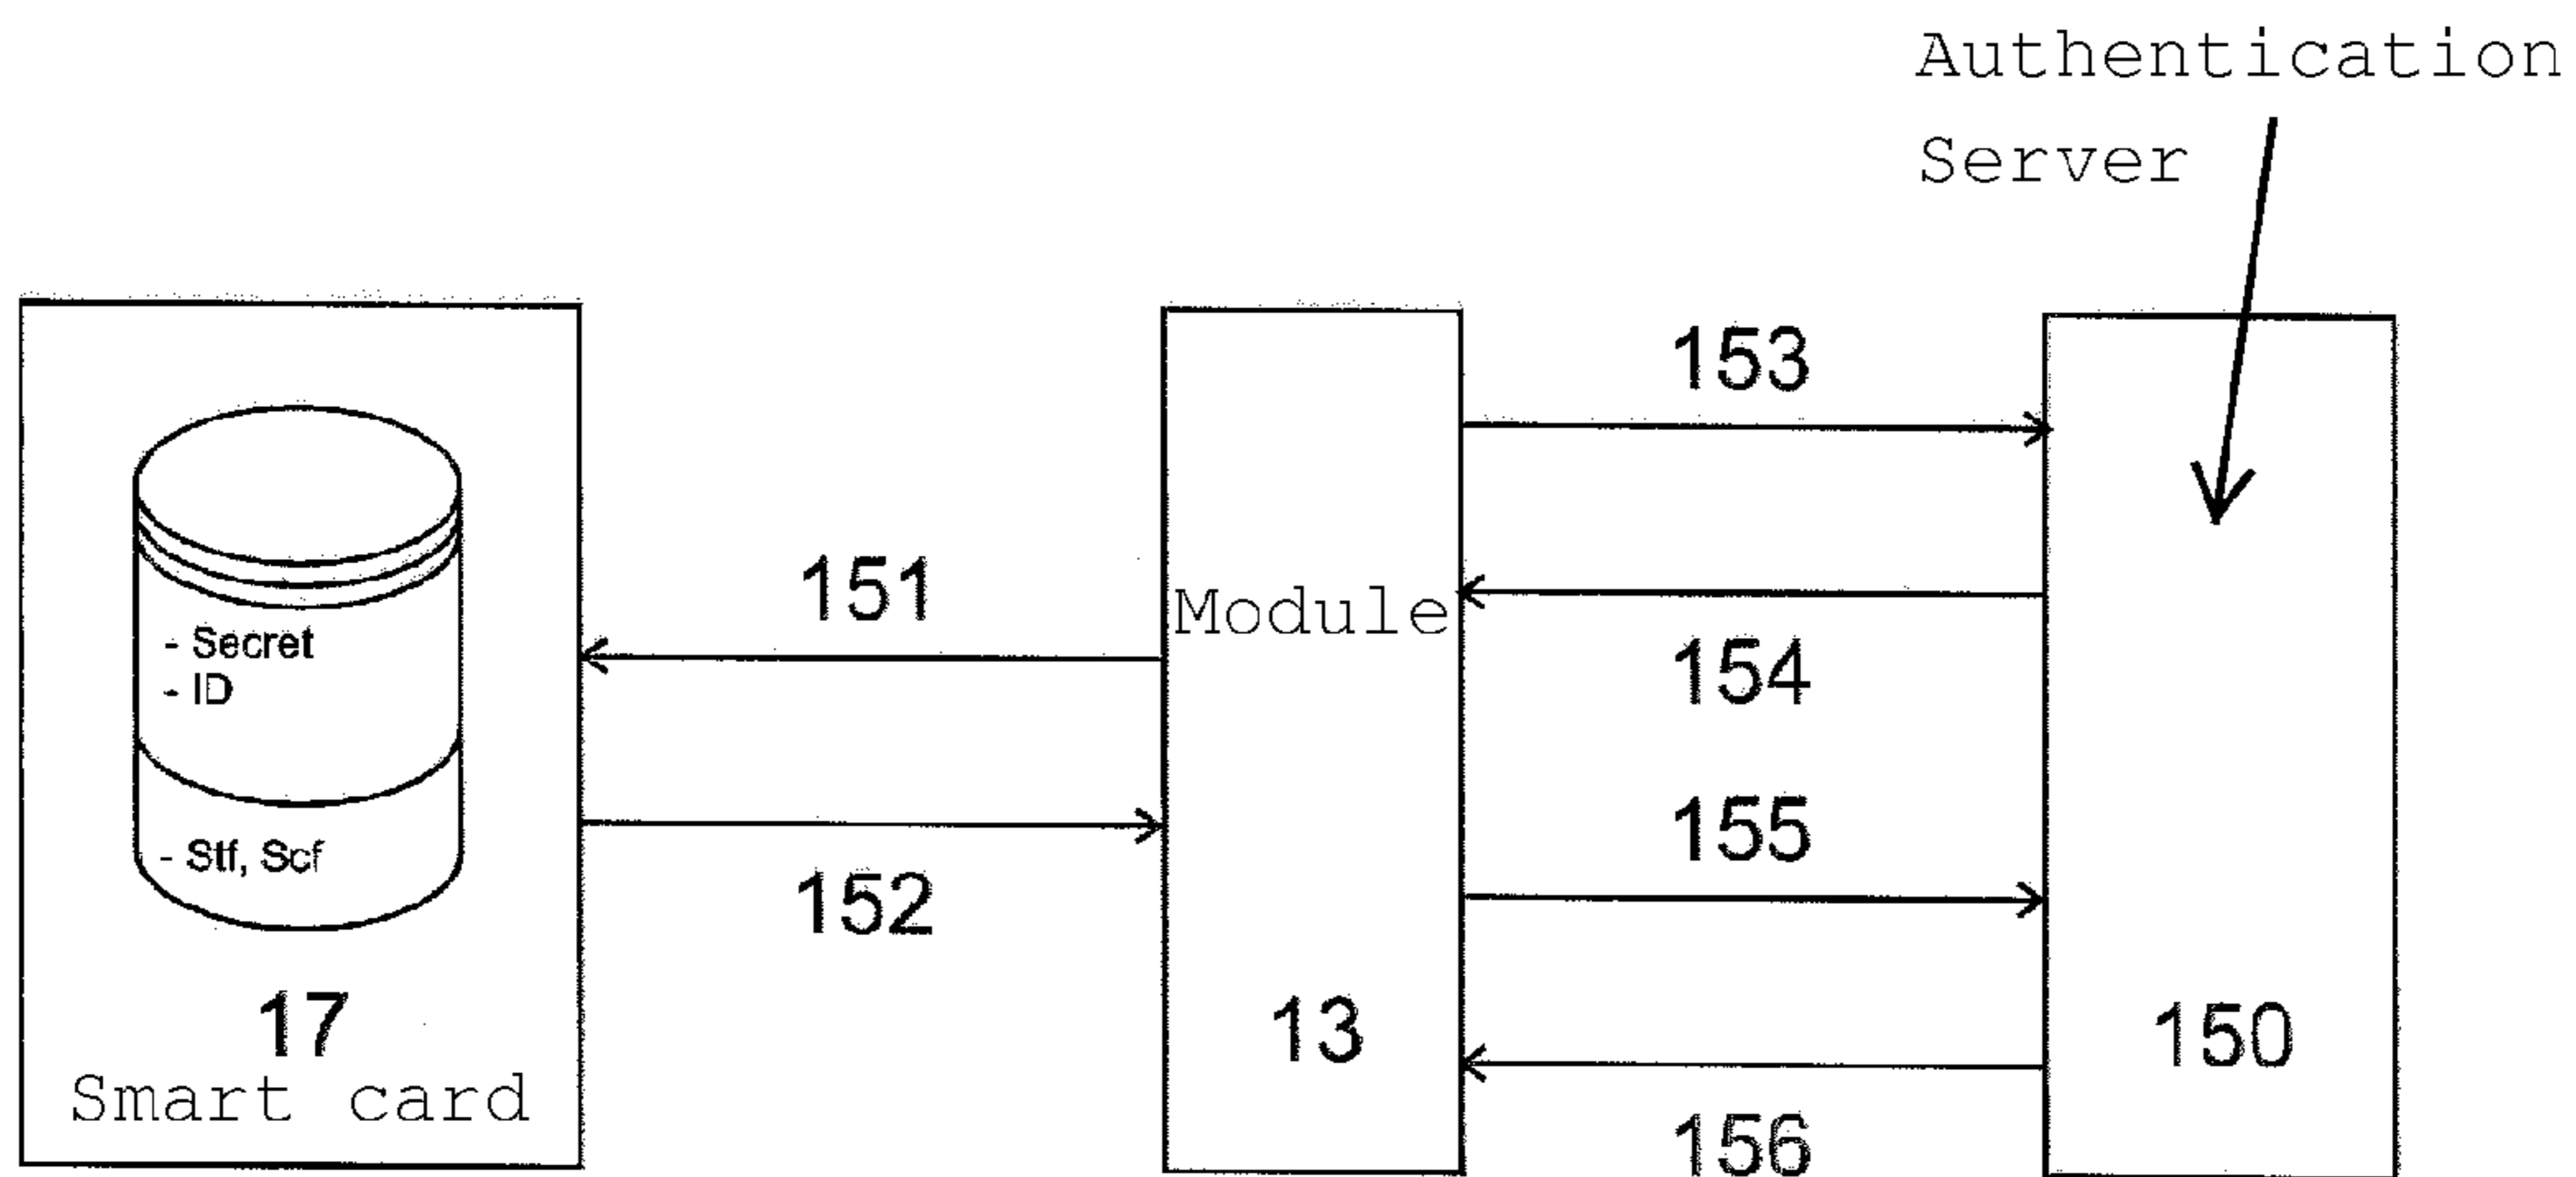 Authentication
Server
153
151
Module
- Secret
- ID
154
155
- Stf, Scf
152
17
13
150
Smart card
156